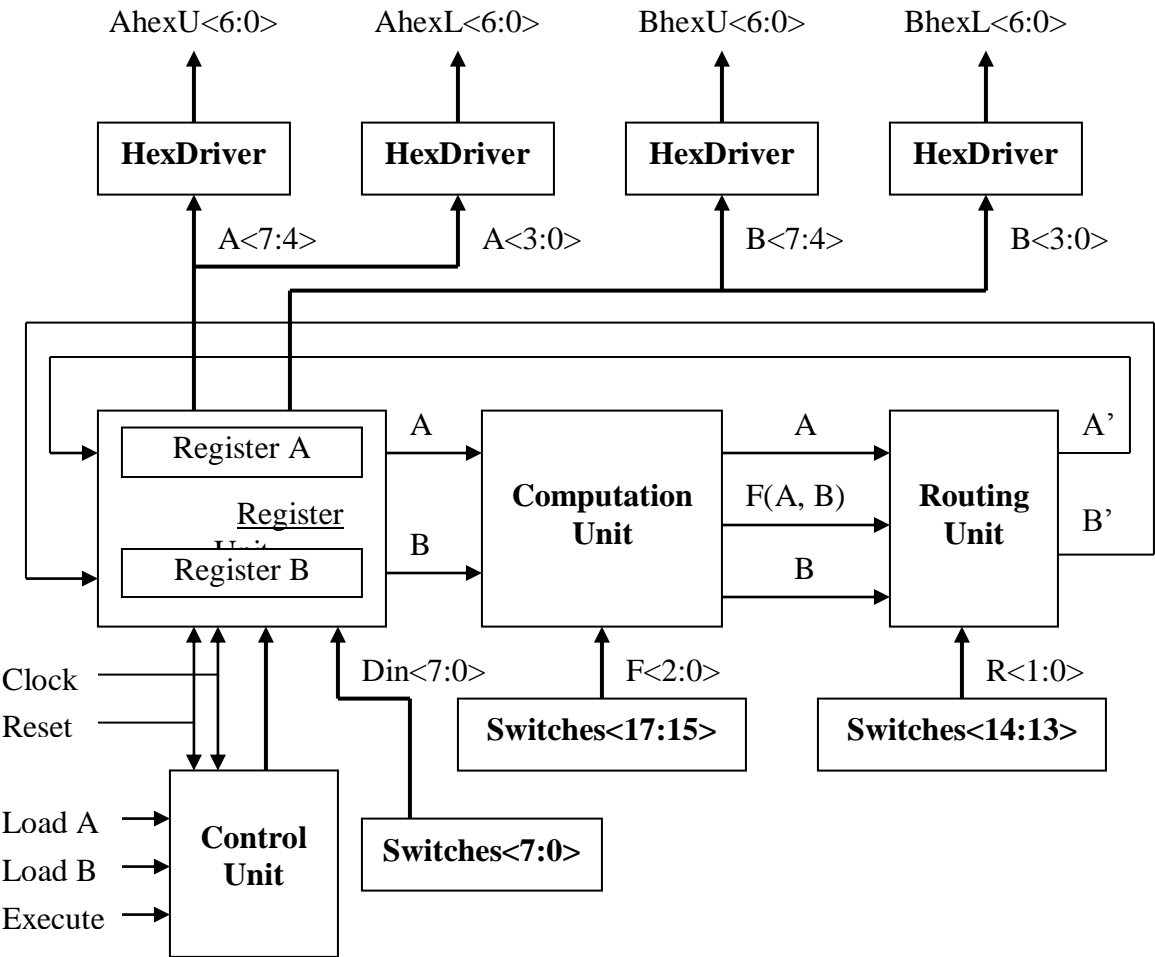 AhexU<6:0> AhexL<6:0> BhexU<6:0> BhexL<6:0>
HexDriver HexDriver HexDriver HexDriver
A<7:4> A<3:0> B<7:4> B<3:0>
A A A’
Register A
Computation
Unit
F(A, B)
Routing
Unit
Register
Unit
B B B’
Register B
Clock
Din<7:0> F<2:0> R<1:0>
Reset
Switches<17:15> Switches<14:13>
Load A
Control
Unit
Switches<7:0>
Load B
Execute